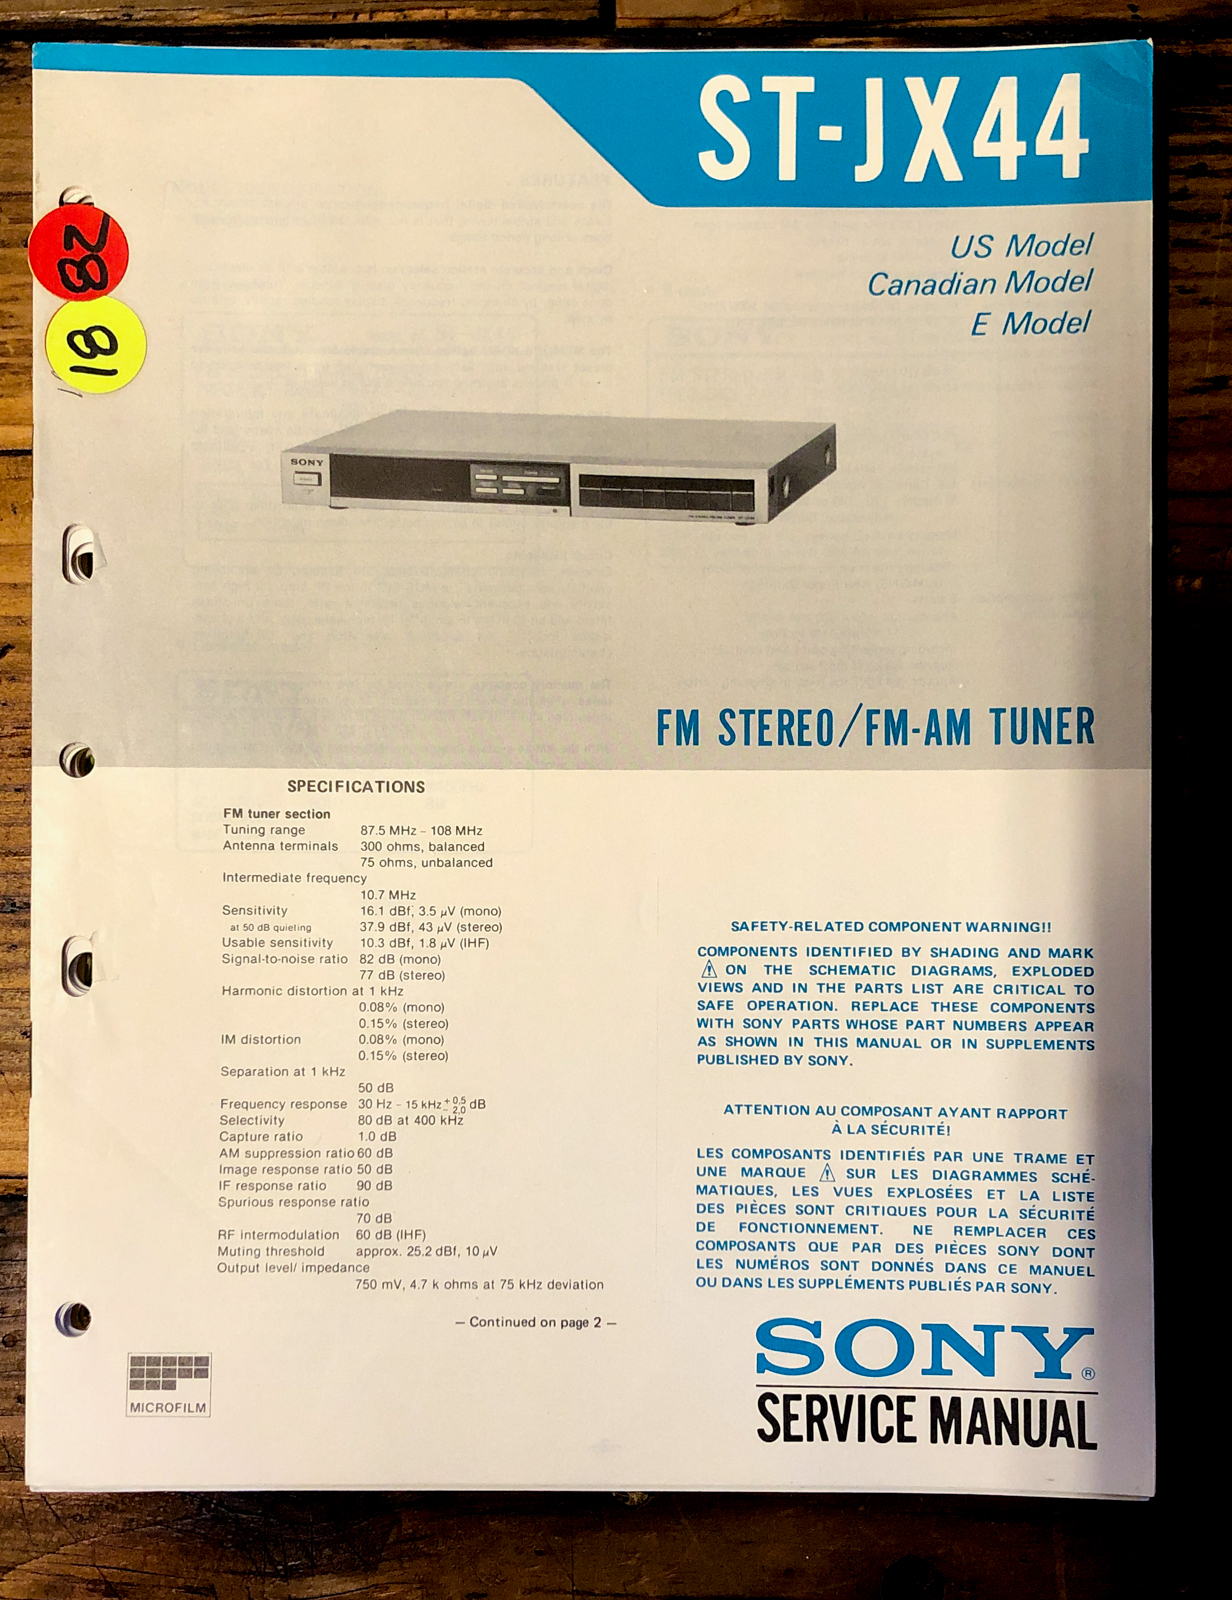 ST-JX44
US Model
Canadian Model
E Model
82
18
SONY
FM STEREO/FM-AM TUNER
SPECIFICATIONS
FM tuner section
Tuning range 87.5 MHz – 108 MHz
Antenna terminals 300 ohms, balanced
75 ohms, unbalanced
Intermediate frequency
10.7 MHz
Sensitivity 16.1 dBf, 3.5 µV (mono)
at 50 dB quieting 37.9 dBf, 43 µV (stereo)
Usable sensitivity 10.3 dBf, 1.8 µV (IHF)
Signal-to-noise ratio 82 dB (mono)
77 dB (stereo)
Harmonic distortion at 1 kHz
0.08% (mono)
0.15% (stereo)
IM distortion 0.08% (mono)
0.15% (stereo)
Separation at 1 kHz
50 dB
Frequency response 30 Hz – 15 kHz + 0.5 − 2.0 dB
Selectivity 80 dB at 400 kHz
Capture ratio 1.0 dB
AM suppression ratio 60 dB
Image response ratio 50 dB
IF response ratio 90 dB
Spurious response ratio
70 dB
RF intermodulation 60 dB (IHF)
Muting threshold approx. 25.2 dBf, 10 µV
Output level/ impedance
750 mV, 4.7 k ohms at 75 kHz deviation
— Continued on page 2 —
MICROFILM
SAFETY-RELATED COMPONENT WARNING!!
COMPONENTS IDENTIFIED BY SHADING AND MARK
⚠ ON THE SCHEMATIC DIAGRAMS, EXPLODED
VIEWS AND IN THE PARTS LIST ARE CRITICAL TO
SAFE OPERATION. REPLACE THESE COMPONENTS
WITH SONY PARTS WHOSE PART NUMBERS APPEAR
AS SHOWN IN THIS MANUAL OR IN SUPPLEMENTS
PUBLISHED BY SONY.
ATTENTION AU COMPOSANT AYANT RAPPORT
À LA SÉCURITÉ!
LES COMPOSANTS IDENTIFIÉS PAR UNE TRAME ET
UNE MARQUE ⚠ SUR LES DIAGRAMMES SCHÉ-
MATIQUES, LES VUES EXPLOSÉES ET LA LISTE
DES PIÈCES SONT CRITIQUES POUR LA SÉCURITÉ
DE FONCTIONNEMENT. NE REMPLACER CES
COMPOSANTS QUE PAR DES PIÈCES SONY DONT
LES NUMÉROS SONT DONNÉS DANS CE MANUEL
OU DANS LES SUPPLÉMENTS PUBLIÉS PAR SONY.
SONY®
SERVICE MANUAL